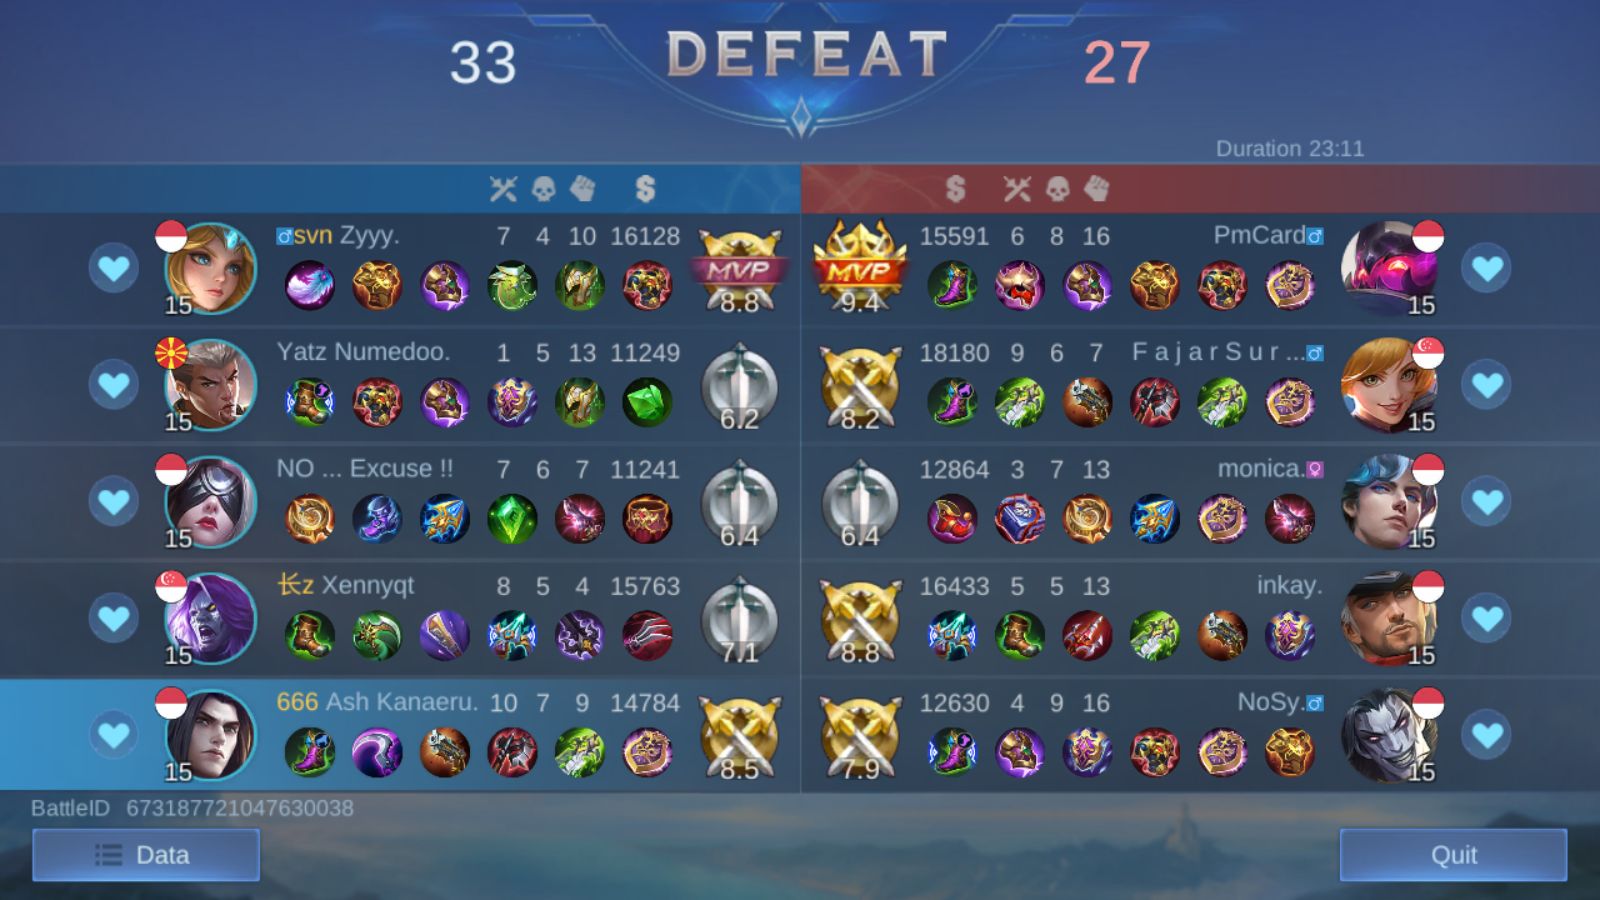 33 DEFEAT 27
Duration 23:11
svn Zyyy. 7 4 10 16128
15
MVP 8.8
MVP 9.4
15591 6 8 16 PmCard
15
Yatz Numedoo. 1 5 13 11249
15
6.2
8.2
18180 9 6 7 F a j a r S u r ...
15
NO ... Excuse !! 7 6 7 11241
15
6.4
6.4
12864 3 7 13 monica.
15
z Xennyqt 8 5 4 15763
15
7.1
8.8
16433 5 5 13 inkay.
15
666 Ash Kanaeru. 10 7 9 14784
15
8.5
7.9
12630 4 9 16 NoSy.
15
BattleID 673187721047630038
Data
Quit